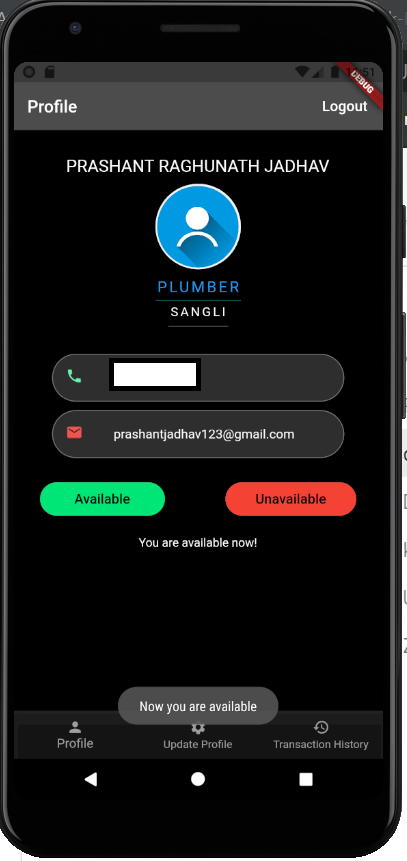 DEBUG
Profile
Logout
PRASHANT RAGHUNATH JADHAV
PLUMBER
SANGLI
prashantjadhav123@gmail.com
Available
Unavailable
You are available now!
Now you are available
Profile
Update Profile
Transaction History